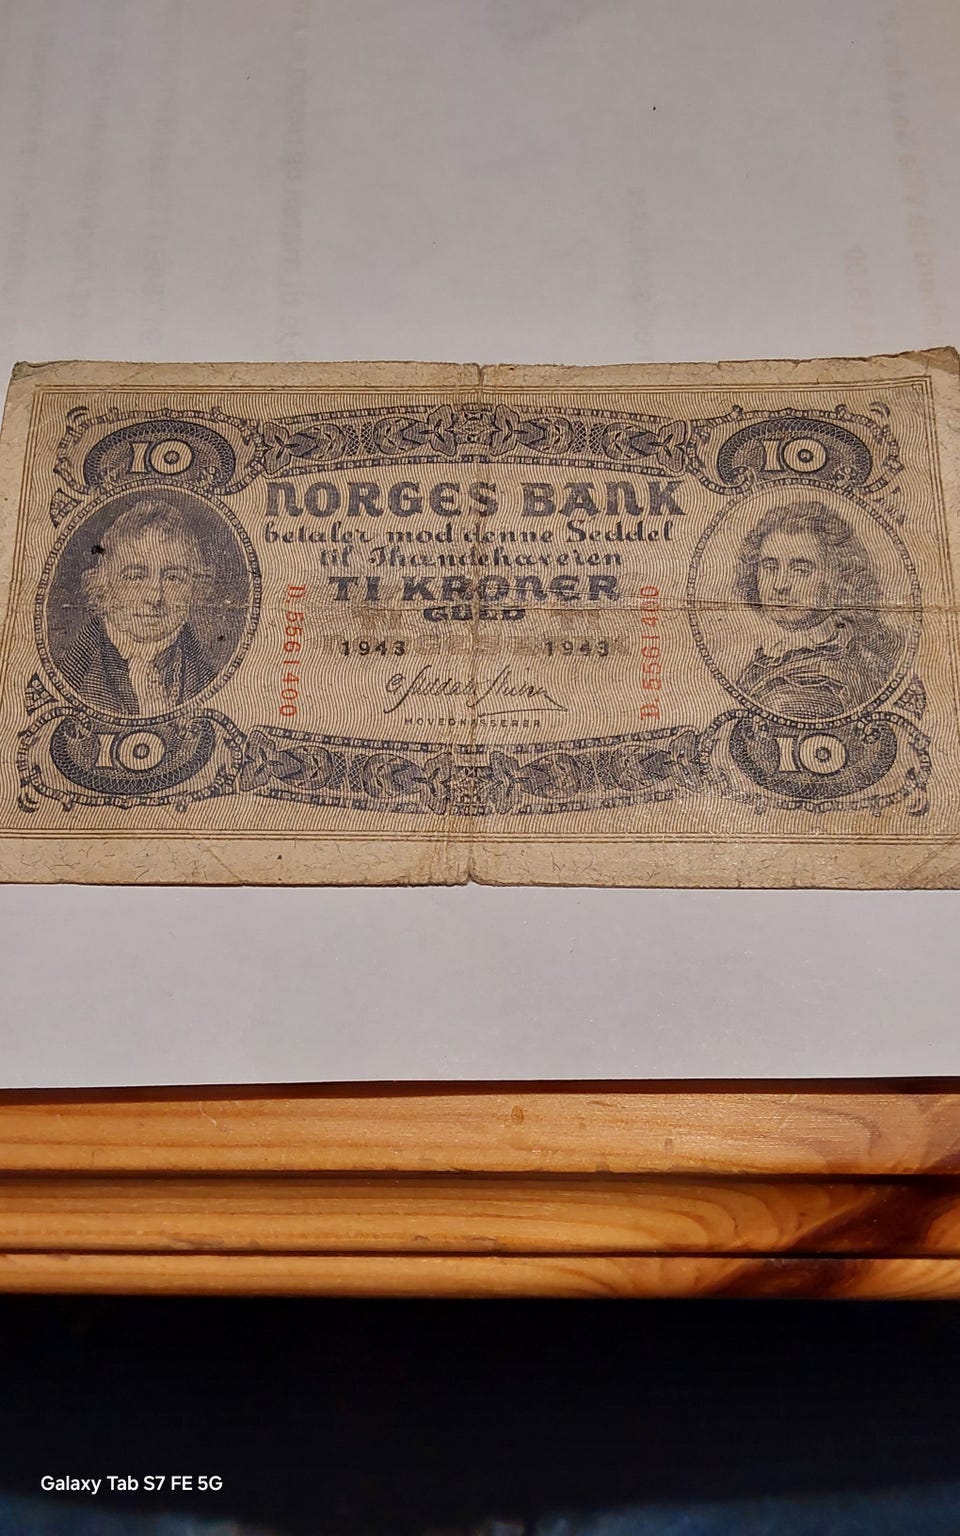 10
10
NORGES BANK
betaler mod denne Seddel
til Ihændehaveren
TI KRONER
GULD
D.5561400
D.5561400
1943
1943
HOVEDKASSERER
10
10
Galaxy Tab S7 FE 5G